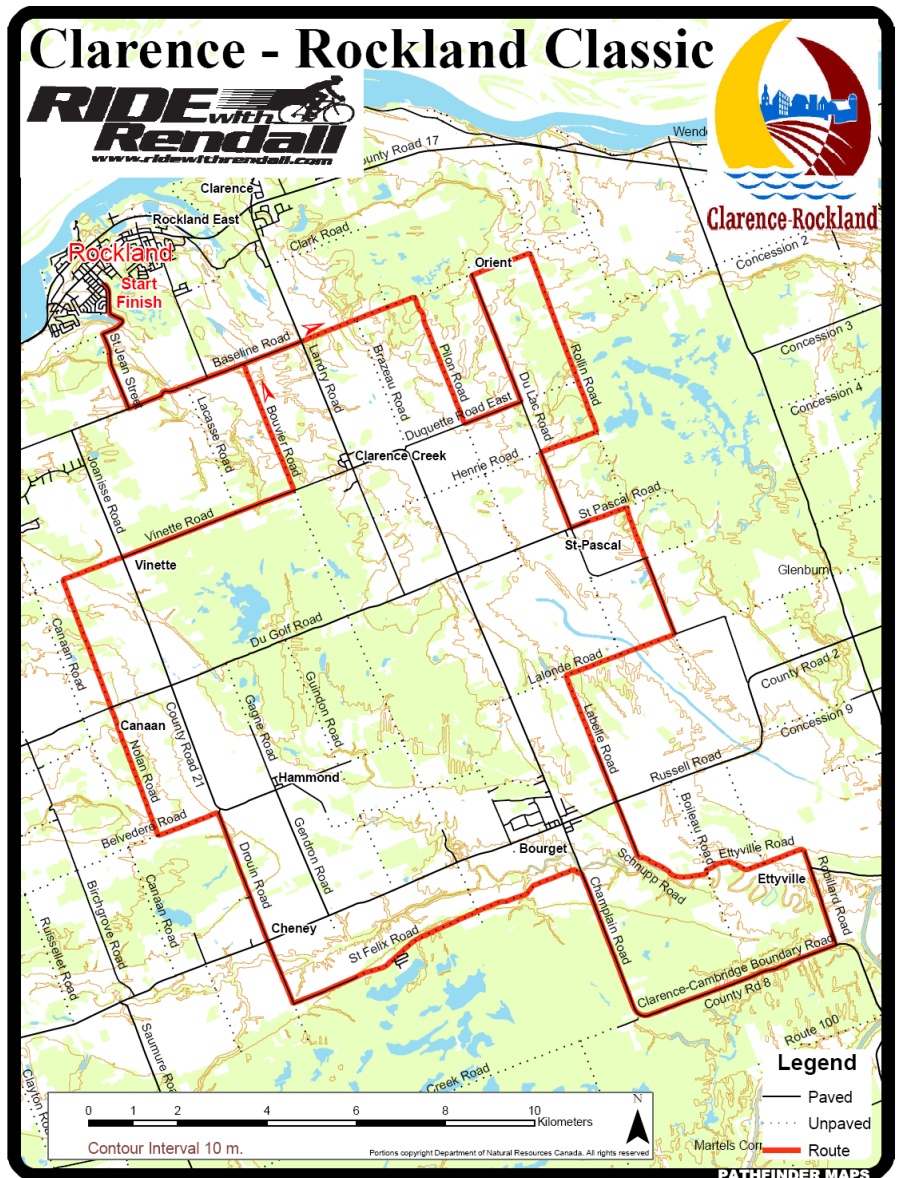 Clarence - Rockland Classic
RIDE with
Rendall
www.ridewithrendall.com
Clarence-Rockland
Wend
ounty Road 17
Clarence
Rockland East
Clark Road
Rockland
Start
Finish
Orient
Concession 2
Concession 3
Concession 4
St Jean Street
Baseline Road
Landry Road
Brazeau Road
Pilon Road
Rollin Road
Du Lac Road
Lacasse Road
Bouvier Road
Duquette Road East
Clarence Creek
Henrie Road
Joanisse Road
Vinette Road
St Pascal Road
St-Pascal
Vinette
Glenburn
Canaan Road
Du Golf Road
Lalonde Road
County Road 2
Guindon Road
Gagne Road
County Road 21
Canaan
Nolan Road
Labelle Road
Concession 9
Russell Road
Hammond
Boileau Road
Belvedere Road
Gendron Road
Drouin Road
Bourget
Schnupp Road
Ettyville Road
Ettyville
Robillard Road
Birchgrove Road
Canaan Road
Champlain Road
Cheney
St Felix Road
Ruissellet Road
Clarence-Cambridge Boundary Road
County Rd 8
Route 100
Saumure Roa
Clayton Ro
Creek Road
Martels Corn
Legend
Paved
Unpaved
Route
N
0 1 2 4 6 8 10
Kilometers
Contour Interval 10 m.
Portions copyright Department of Natural Resources Canada. All rights reserved
PATHFINDER MAPS